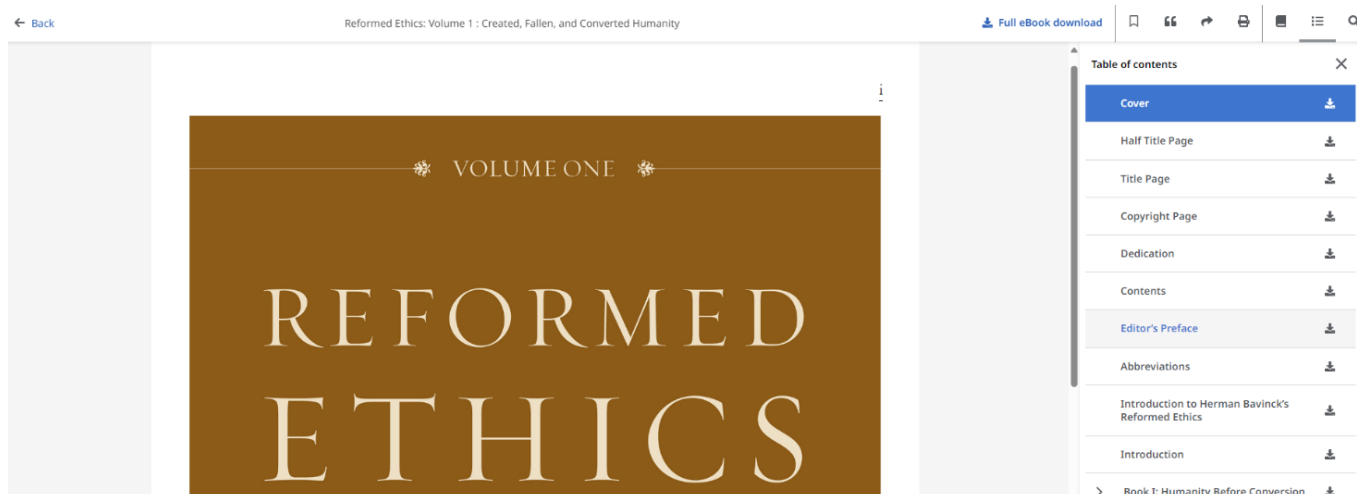 Back
Reformed Ethics: Volume 1 : Created, Fallen, and Converted Humanity
Full eBook download
i
VOLUME ONE
REFORMED
ETHICS
Table of contents
Cover
Half Title Page
Title Page
Copyright Page
Dedication
Contents
Editor's Preface
Abbreviations
Introduction to Herman Bavinck's
Reformed Ethics
Introduction
Book I: Humanity Before Conversion